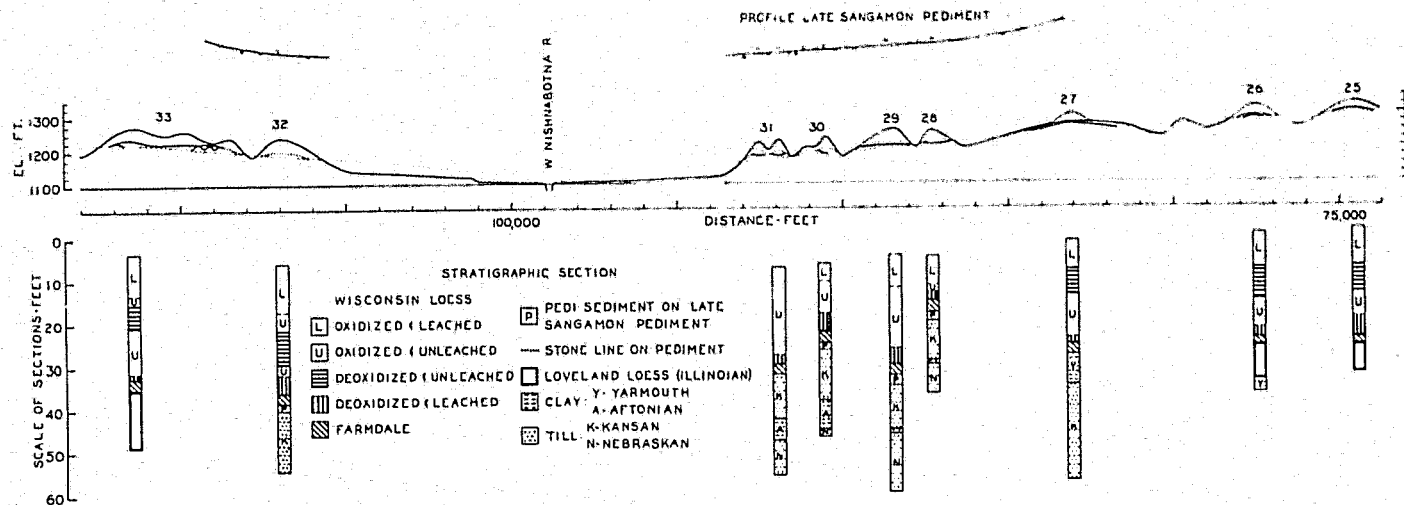 PROFILE LATE SANGAMON PEDIMENT
W NISHNABOTNA R
EL. FT.
1300
1200
1100
33
32
31
30
29
28
27
26
25
100,000
DISTANCE-FEET
75,000
SCALE OF SECTIONS-FEET
0
10
20
30
40
50
60
STRATIGRAPHIC SECTION
WISCONSIN LOESS
L OXIDIZED & LEACHED
U OXIDIZED & UNLEACHED
DEOXIDIZED & UNLEACHED
DEOXIDIZED & LEACHED
FARMDALE
P PEDI SEDIMENT ON LATE
SANGAMON PEDIMENT
STONE LINE ON PEDIMENT
LOVELAND LOESS (ILLINOIAN)
CLAY: Y- YARMOUTH
A- AFTONIAN
TILL: K-KANSAN
N-NEBRASKAN
L
U
U
L
U
U
K
U
K
A
N
L
U
K
A
N
L
U
K
N
L
K
N
L
U
Y
K
L
U
Y
L
U